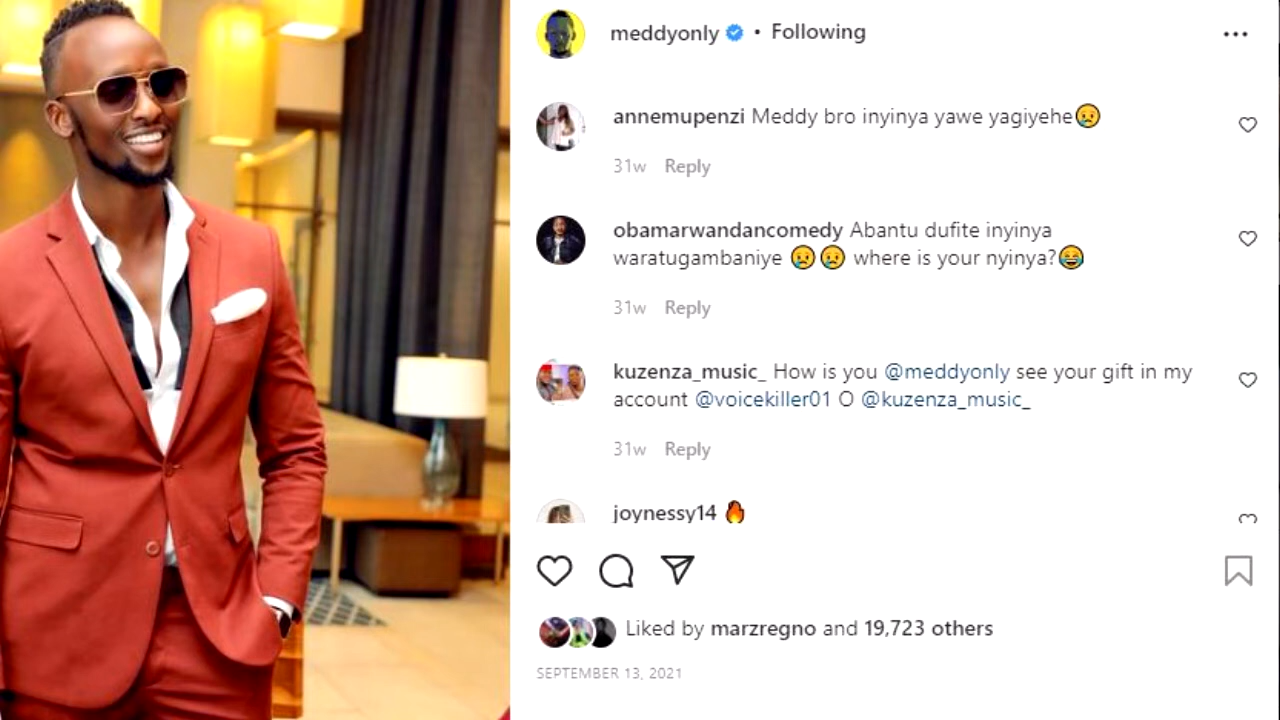 meddyonly • Following
annemupenzi Meddy bro inyinya yawe yagiyehe😥
31w Reply
obamarwandancomedy Abantu dufite inyinya
waratugambaniye 😥😥 where is your nyinya?😂
31w Reply
kuzenza_music_ How is you @meddyonly see your gift in my
account @voicekiller01 O @kuzenza_music_
31w Reply
joynessy14 🔥
Liked by marzregno and 19,723 others
SEPTEMBER 13, 2021